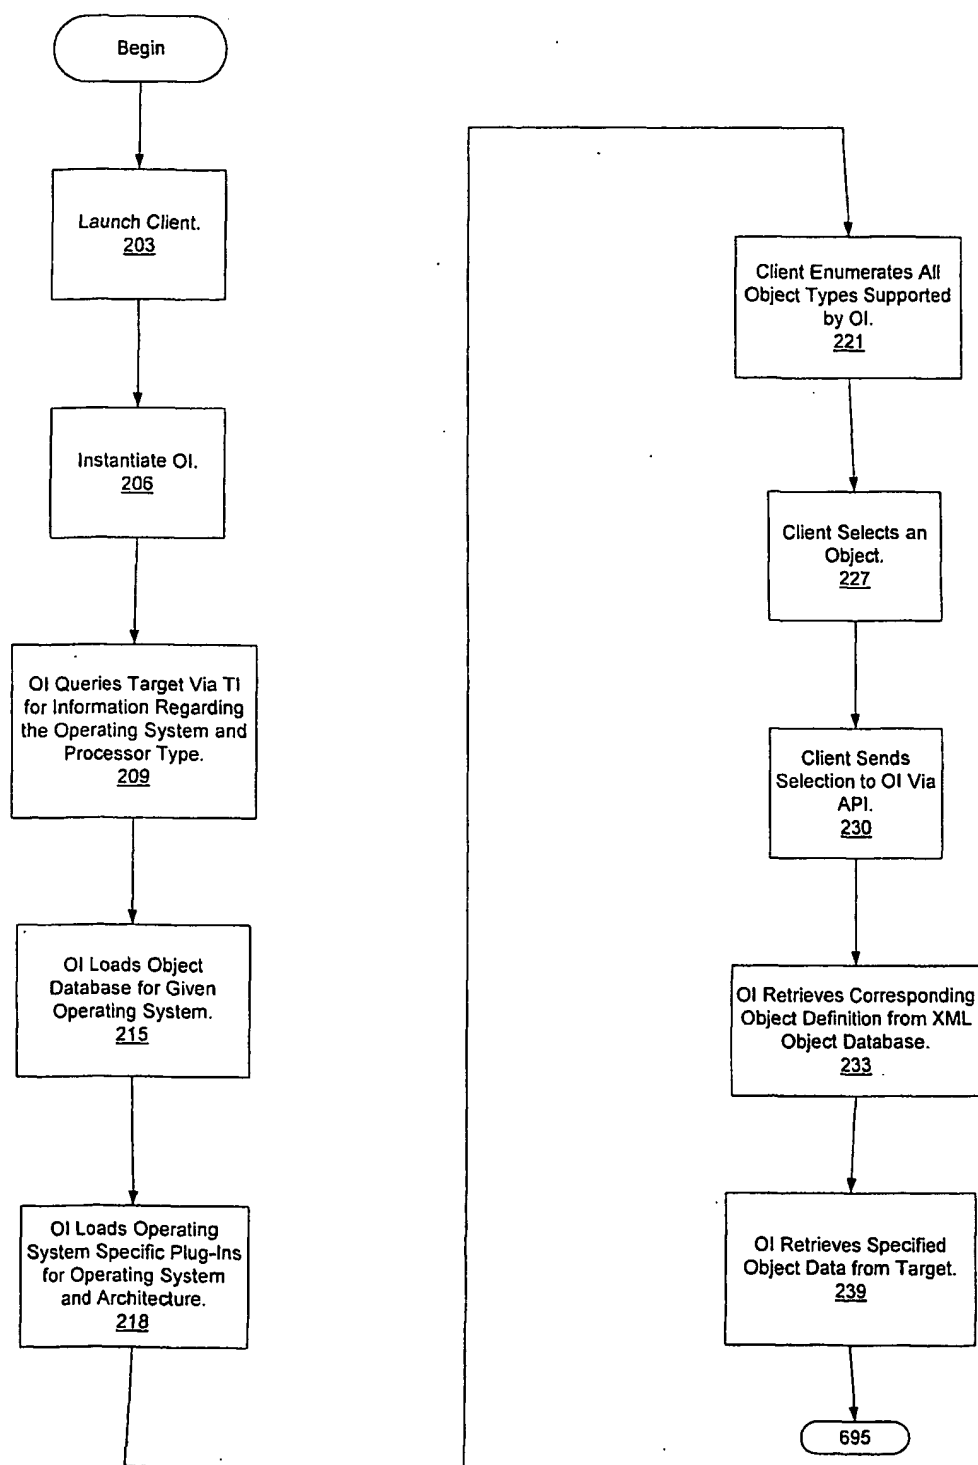 Begin
Launch Client.
203
Instantiate OI.
206
OI Queries Target Via TI
for Information Regarding
the Operating System and
Processor Type.
209
OI Loads Object
Database for Given
Operating System.
215
OI Loads Operating
System Specific Plug-Ins
for Operating System
and Architecture.
218
Client Enumerates All
Object Types Supported
by OI.
221
Client Selects an
Object.
227
Client Sends
Selection to OI Via
API.
230
OI Retrieves Corresponding
Object Definition from XML
Object Database.
233
OI Retrieves Specified
Object Data from Target.
239
695